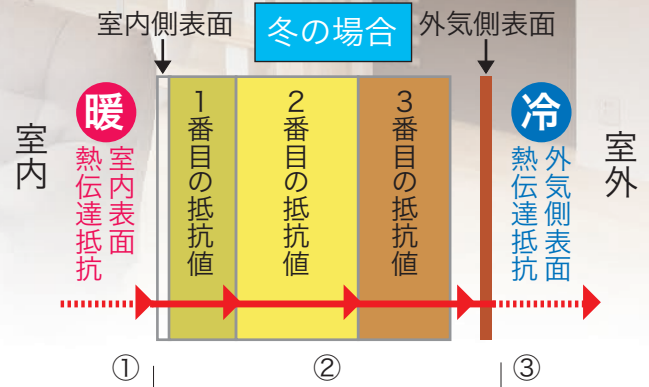 冬の場合
室内側表面
外気側表面
室内
暖
室内表面
熱伝達抵抗
1番目の抵抗値
2番目の抵抗値
3番目の抵抗値
冷
外気側表面
熱伝達抵抗
室外
①
②
③